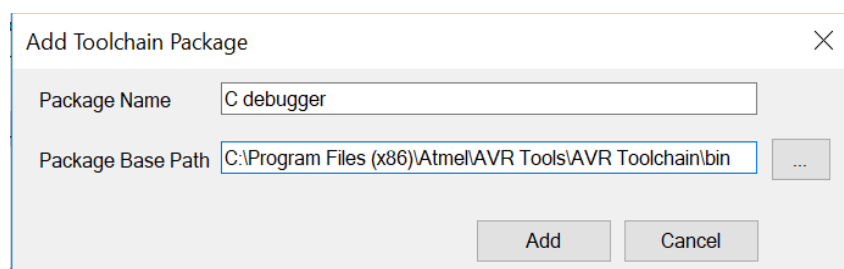 Add Toolchain Package
Package Name C debugger
Package Base Path C:\Program Files (x86)\Atmel\AVR Tools\AVR Toolchain\bin ...
Add Cancel